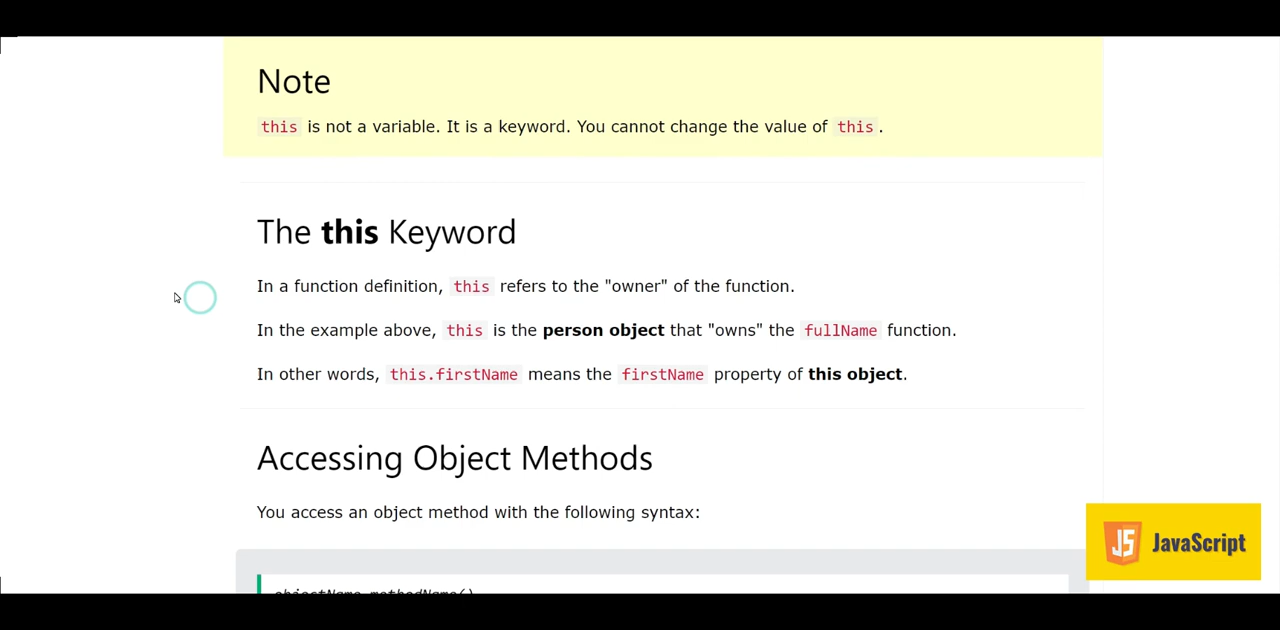 Note
this is not a variable. It is a keyword. You cannot change the value of this.
The this Keyword
In a function definition, this refers to the "owner" of the function.
In the example above, this is the person object that "owns" the fullName function.
In other words, this.firstName means the firstName property of this object.
Accessing Object Methods
You access an object method with the following syntax:
objectName.methodName()
JS JavaScript